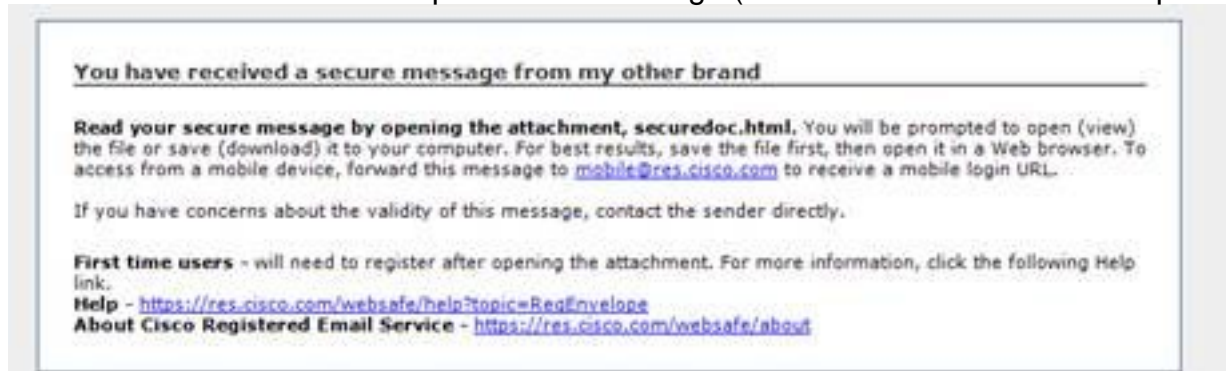 You have received a secure message from my other brand
Read your secure message by opening the attachment, securedoc.html. You will be prompted to open (view)
the file or save (download) it to your computer. For best results, save the file first, then open it in a Web browser. To
access from a mobile device, forward this message to mobile@res.cisco.com to receive a mobile login URL.
If you have concerns about the validity of this message, contact the sender directly.
First time users - will need to register after opening the attachment. For more information, click the following Help
link.
Help - https://res.cisco.com/websafe/help?topic=RegEnvelope
About Cisco Registered Email Service - https://res.cisco.com/websafe/about